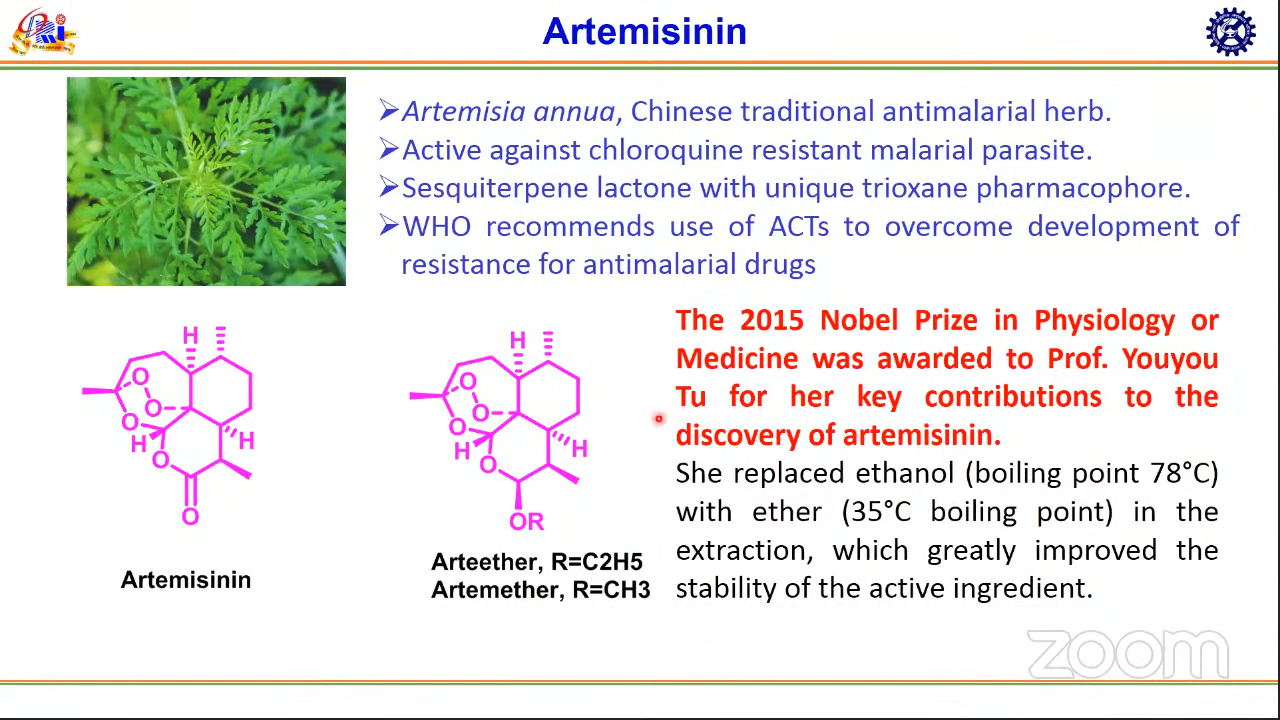 Artemisinin
➢Artemisia annua, Chinese traditional antimalarial herb.
➢Active against chloroquine resistant malarial parasite.
➢Sesquiterpene lactone with unique trioxane pharmacophore.
➢WHO recommends use of ACTs to overcome development of
resistance for antimalarial drugs
H
O
O
O
H
H
O
O
Artemisinin
H
O
O
O
H
H
O
OR
Arteether, R=C2H5
Artemether, R=CH3
The 2015 Nobel Prize in Physiology or
Medicine was awarded to Prof. Youyou
Tu for her key contributions to the
discovery of artemisinin.
She replaced ethanol (boiling point 78°C)
with ether (35°C boiling point) in the
extraction, which greatly improved the
stability of the active ingredient.
zoom